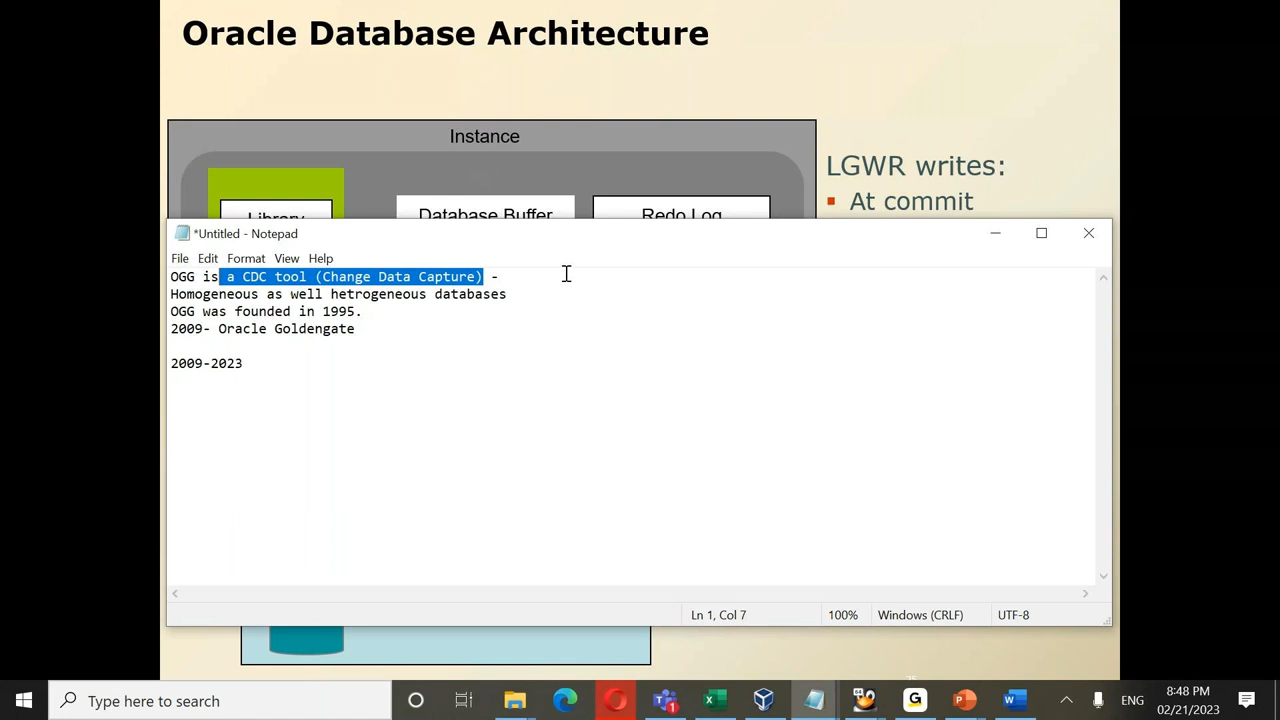 Oracle Database Architecture
Instance
LGWR writes:
▪ At commit
Library
Database Buffer
Redo Log
*Untitled - Notepad
File Edit Format View Help
OGG is a CDC tool (Change Data Capture) -
Homogeneous as well hetrogeneous databases
OGG was founded in 1995.
2009- Oracle Goldengate
2009-2023
Ln 1, Col 7
100%
Windows (CRLF)
UTF-8
Type here to search
ENG
8:48 PM
02/21/2023